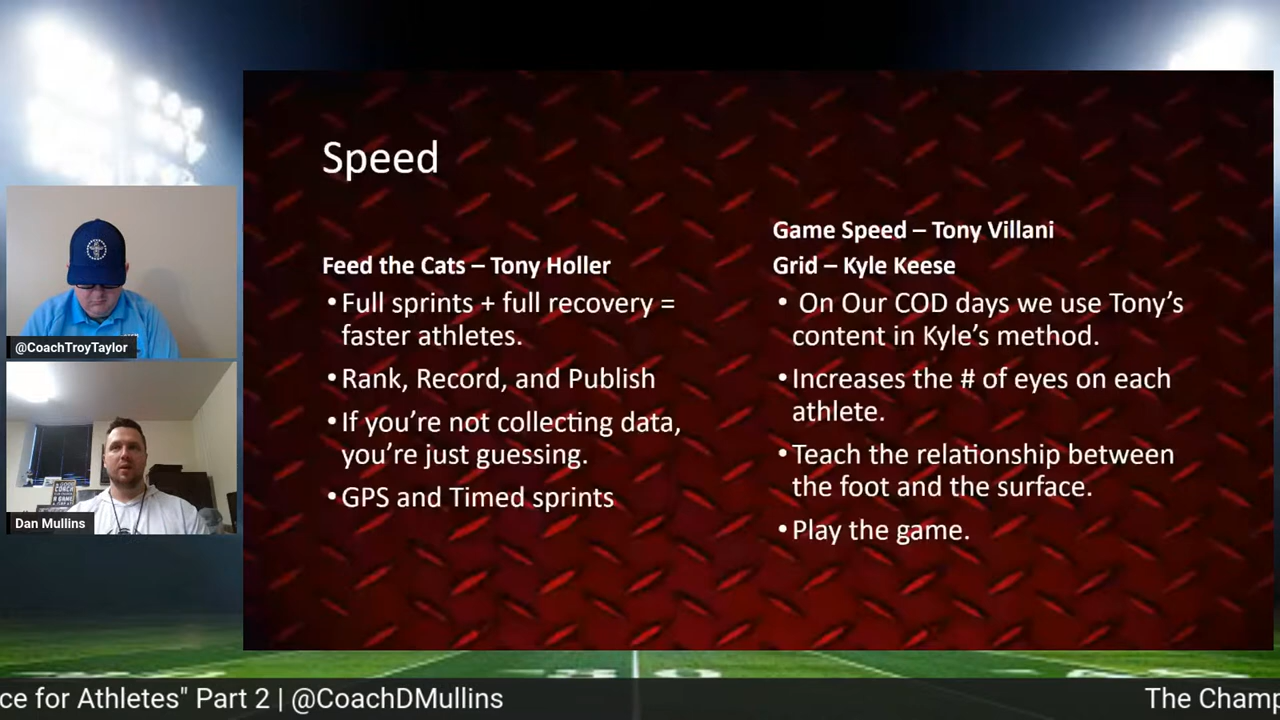 Speed
Feed the Cats – Tony Holler
• Full sprints + full recovery =
faster athletes.
• Rank, Record, and Publish
• If you're not collecting data,
you're just guessing.
• GPS and Timed sprints
Game Speed – Tony Villani
Grid – Kyle Keese
• On Our COD days we use Tony's
content in Kyle's method.
• Increases the # of eyes on each
athlete.
• Teach the relationship between
the foot and the surface.
• Play the game.
@CoachTroyTaylor
Dan Mullins
ce for Athletes" Part 2 | @CoachDMullins
The Champ